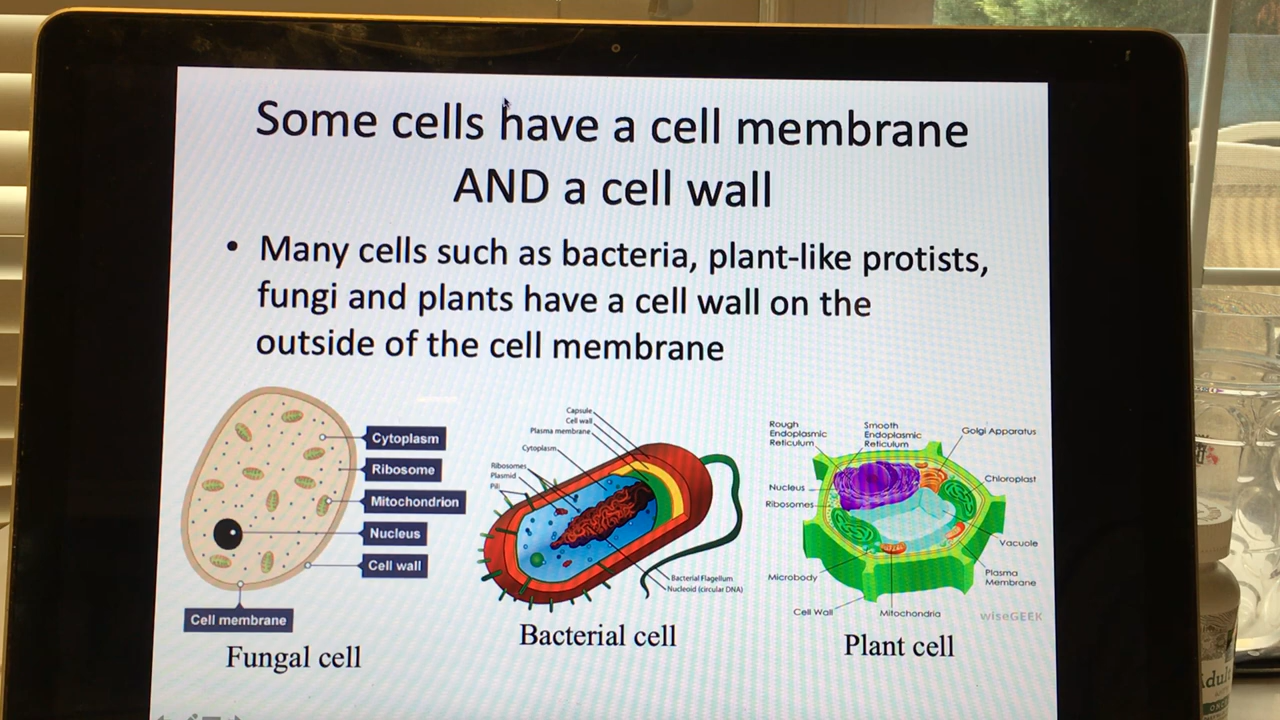 Some cells have a cell membrane
AND a cell wall
• Many cells such as bacteria, plant-like protists,
fungi and plants have a cell wall on the
outside of the cell membrane
Cytoplasm
Ribosome
Mitochondrion
Nucleus
Cell wall
Cell membrane
Fungal cell
Capsule
Cell wall
Plasma membrane
Cytoplasm
Ribosomes
Plasmid
Pili
Bacterial Flagellum
Nucleoid (circular DNA)
Bacterial cell
Rough
Endoplasmic
Reticulum
Smooth
Endoplasmic
Reticulum
Golgi Apparatus
Nucleus
Chloroplast
Ribosomes
Vacuole
Plasma
Membrane
Microbody
Cell Wall
Mitochondria
wiseGEEK
Plant cell